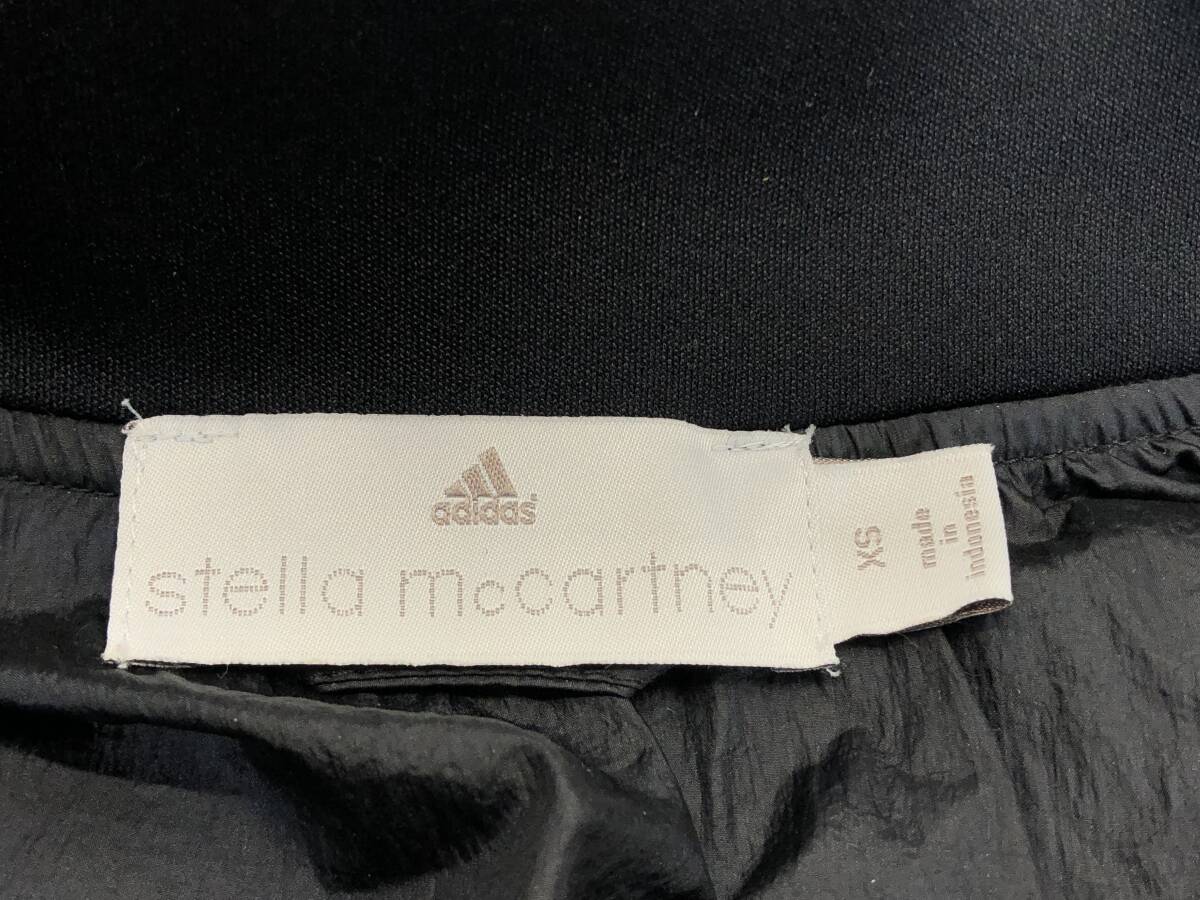 adidas
stella mccartney
XS
made
in
indonesia